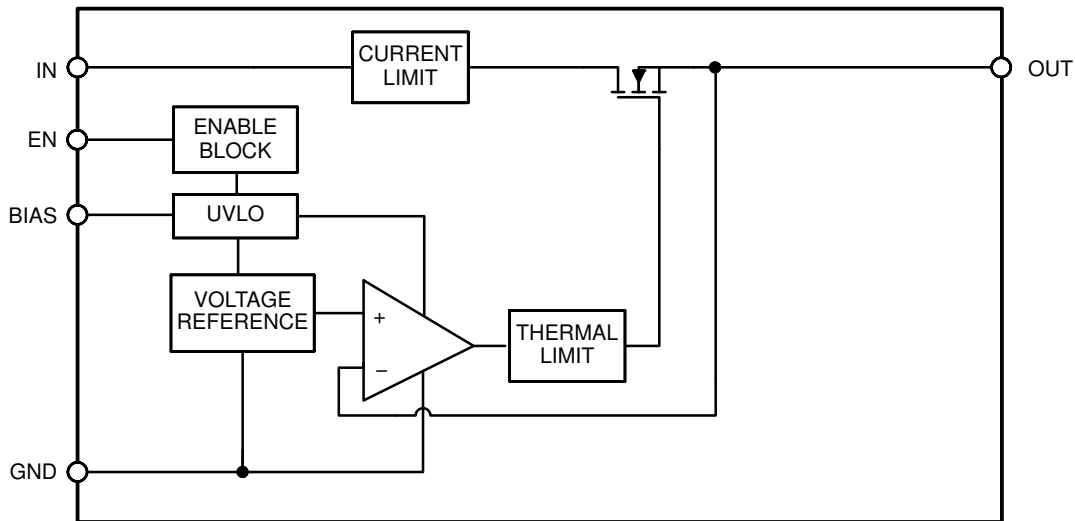 IN
CURRENT
LIMIT
OUT
EN
ENABLE
BLOCK
BIAS
UVLO
VOLTAGE
REFERENCE
+
−
THERMAL
LIMIT
GND